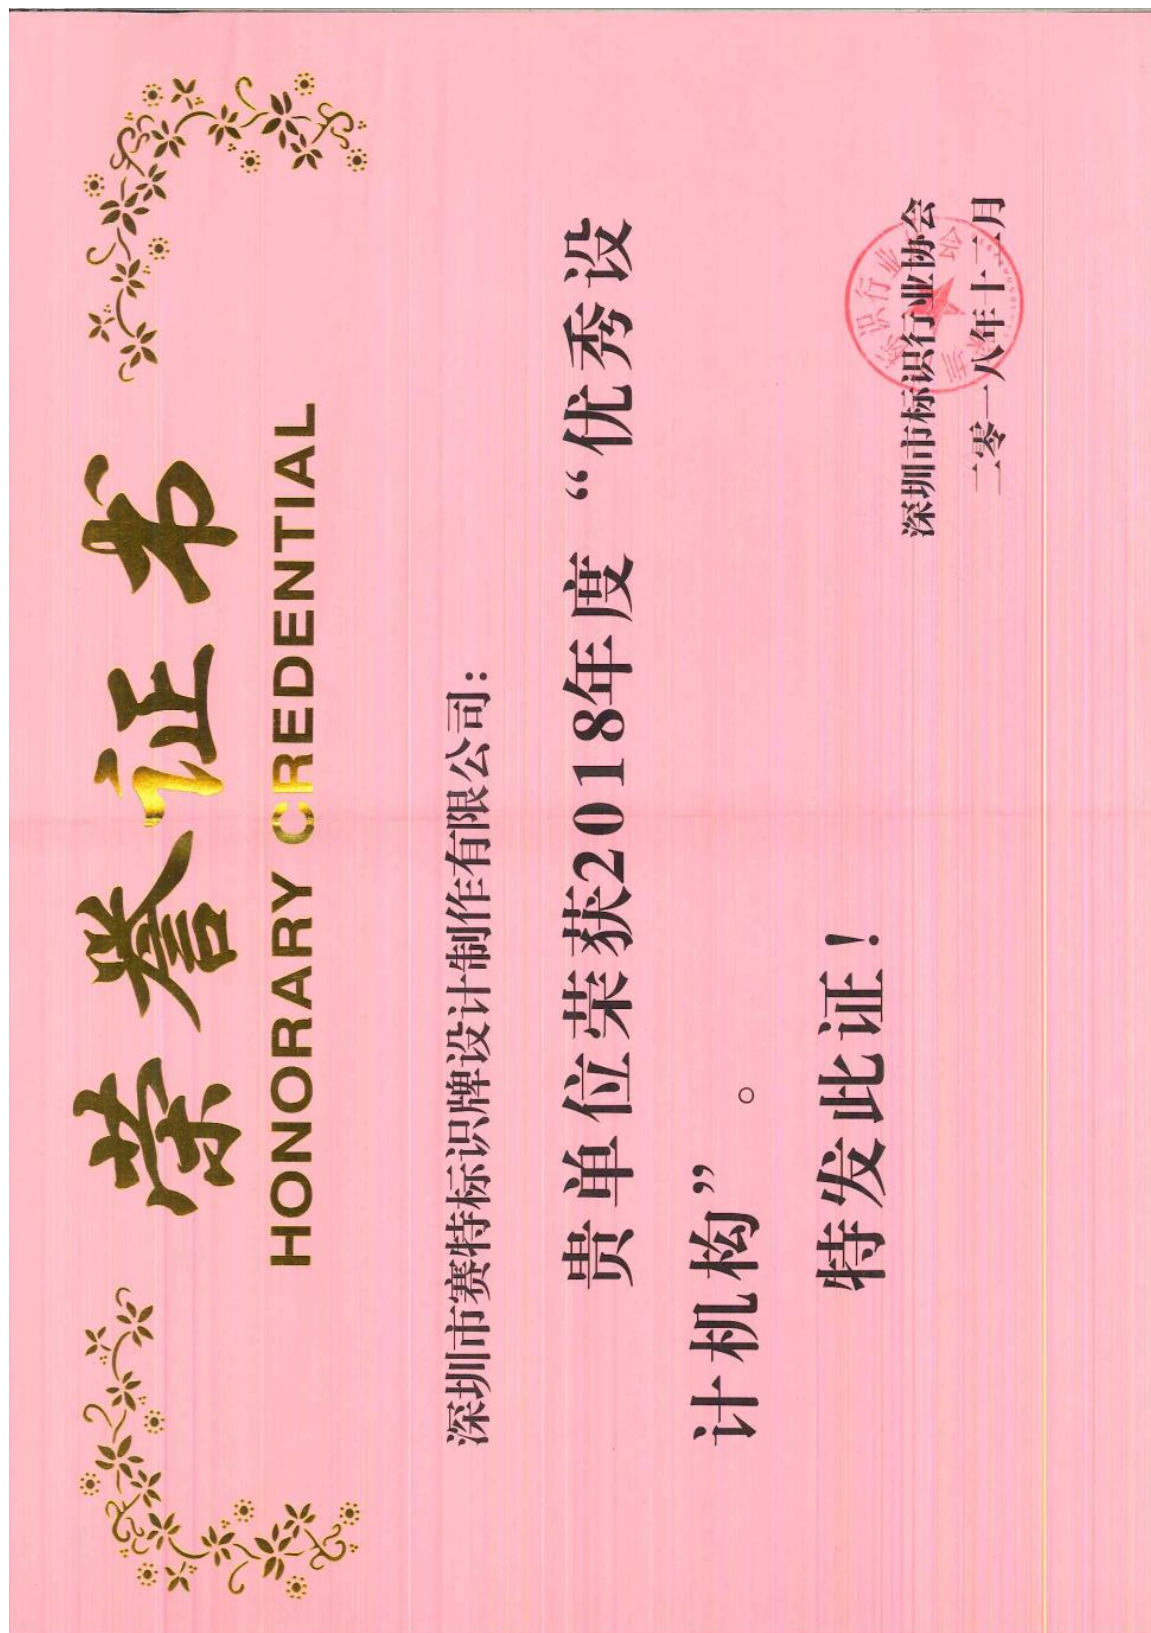 荣誉证书
HONORARY CREDENTIAL
深圳市赛特标识牌设计制作有限公司：
贵单位荣获2018年度“优秀设
计机构”。
特发此证！
深圳市标识行业协会
二零一八年十二月